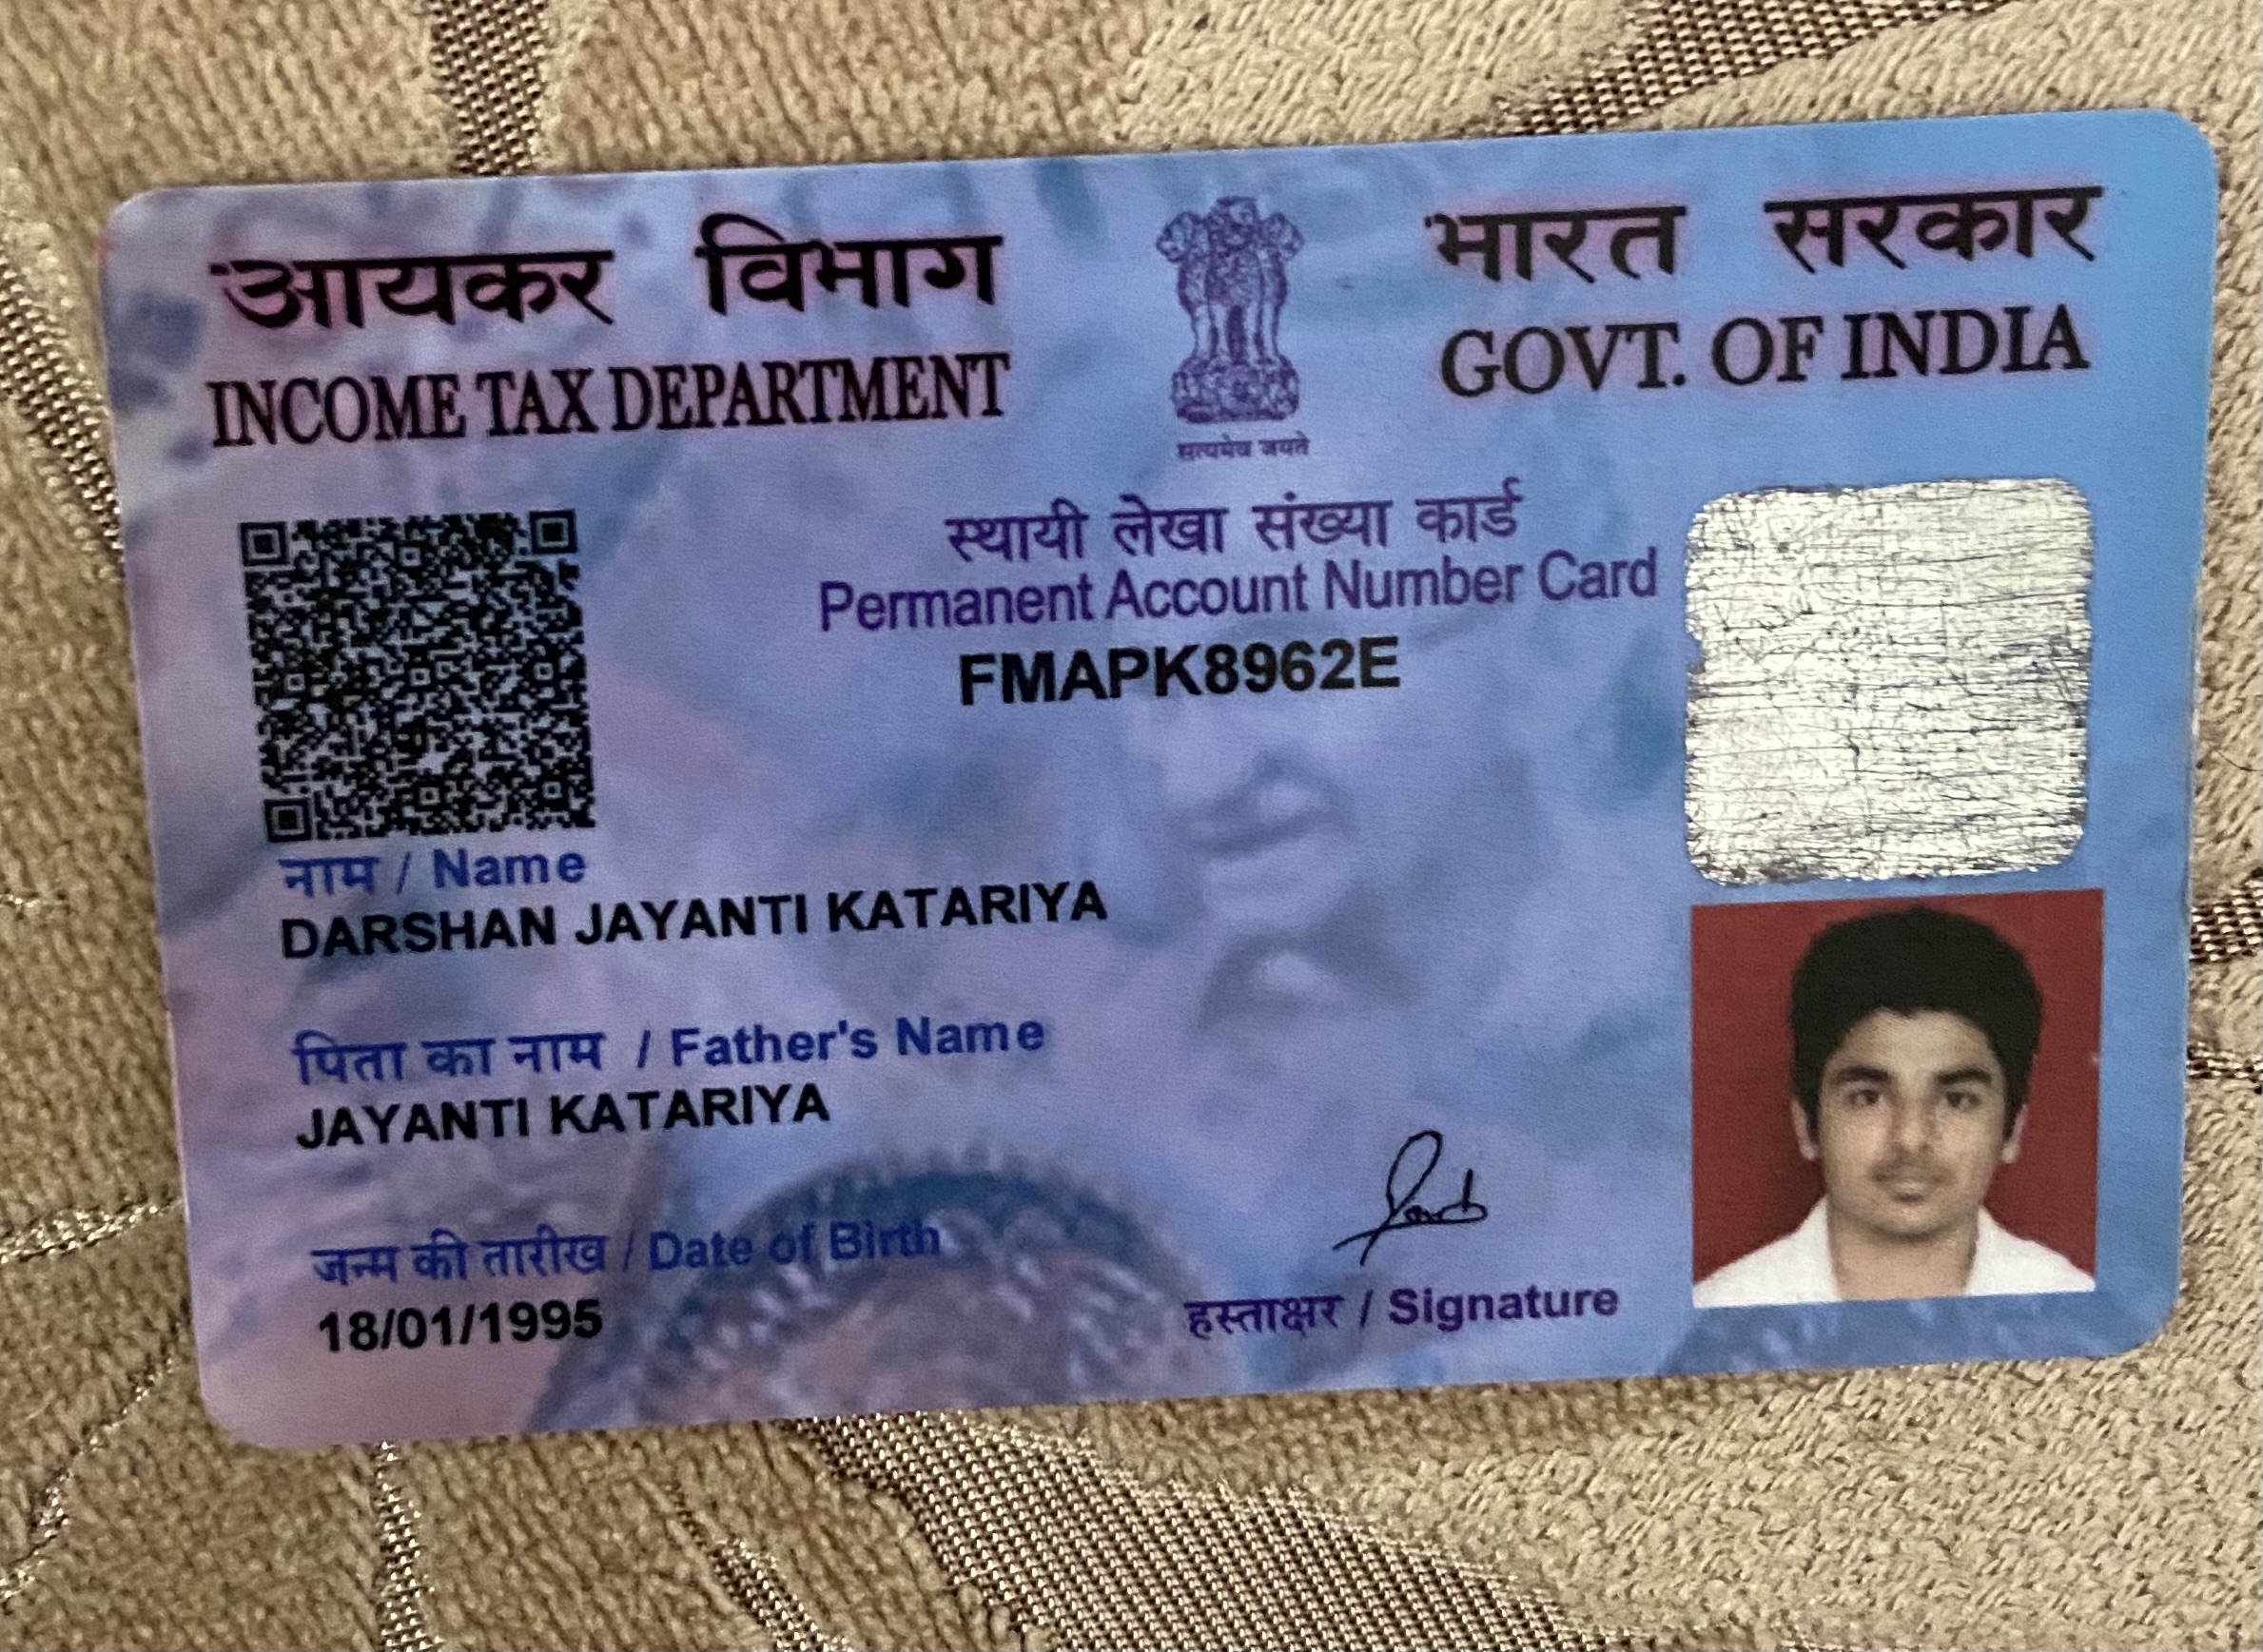 आयकर विभाग
INCOME TAX DEPARTMENT
सत्यमेव जयते
भारत सरकार
GOVT. OF INDIA
स्थायी लेखा संख्या कार्ड
Permanent Account Number Card
FMAPK8962E
नाम / Name
DARSHAN JAYANTI KATARIYA
पिता का नाम / Father's Name
JAYANTI KATARIYA
जन्म की तारीख / Date of Birth
18/01/1995
हस्ताक्षर / Signature